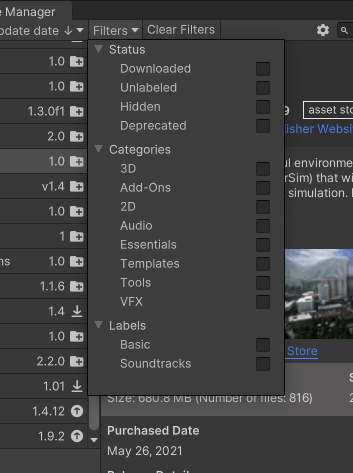 e Manager
pdate date ↓ Filters Clear Filters
1.0
Status
Downloaded
1.0
Unlabeled
Hidden
1.3.0f1
9 asset sto
Deprecated
2.0
lisher Websi
Categories
1.0
ul environme
3D
rSim) that wi
v1.4
Add-Ons
simulation. I
2D
1.0
Audio
1
Essentials
ns 1.0
Templates
1.1.6
Tools
VFX
1.4
Labels
1.0
Basic
Store
2.2.0
Soundtracks
1.01
S
Size: 680.8 MB (Number of files: 816)
1.4.12
Purchased Date
1.9.2
May 26, 2021